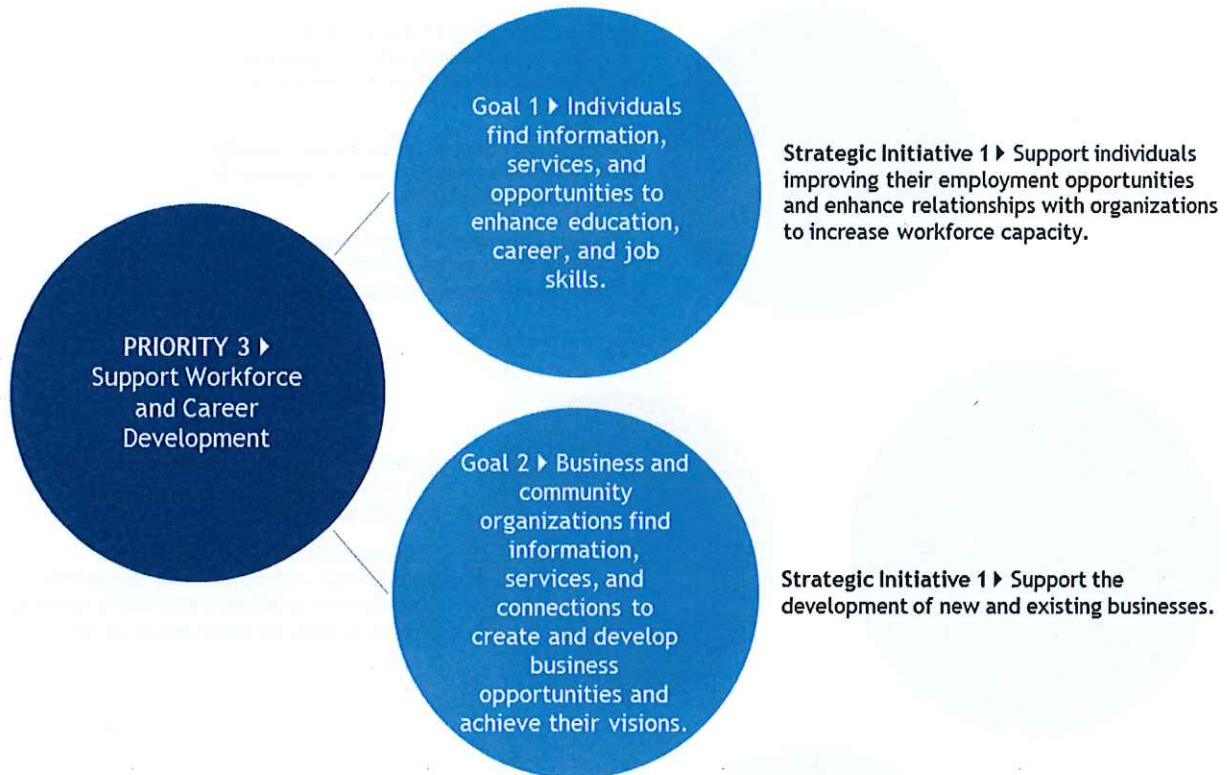 PRIORITY 3 ▶
Support Workforce
and Career
Development
Goal 1 ▶ Individuals
find information,
services, and
opportunities to
enhance education,
career, and job
skills.
Strategic Initiative 1 ▶ Support individuals
improving their employment opportunities
and enhance relationships with organizations
to increase workforce capacity.
Goal 2 ▶ Business and
community
organizations find
information,
services, and
connections to
create and develop
business
opportunities and
achieve their visions.
Strategic Initiative 1 ▶ Support the
development of new and existing businesses.